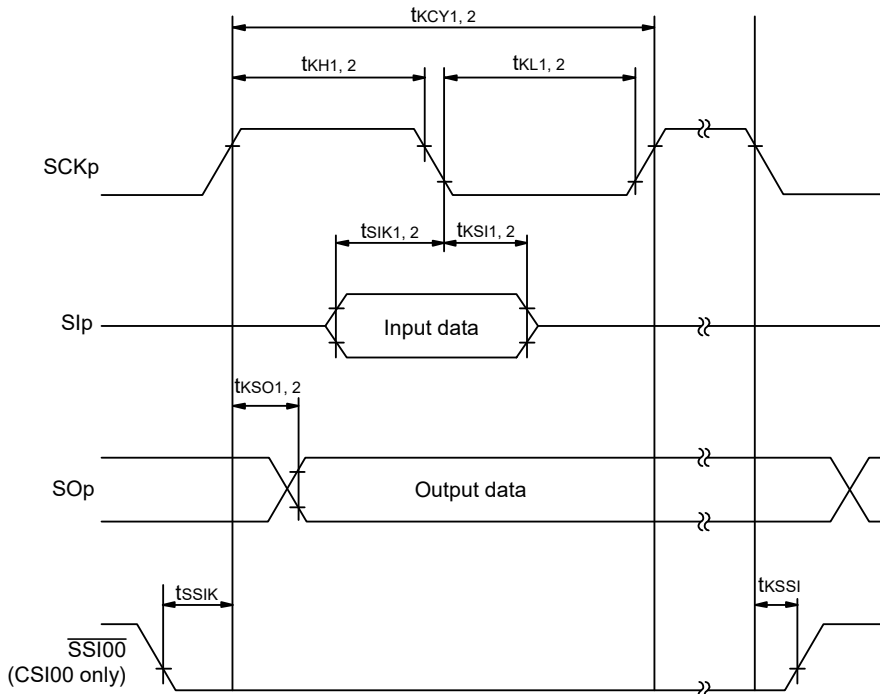 tKCY1, 2
tKH1, 2
tKL1, 2
SCKp
tSIK1, 2
tKSI1, 2
SIp
Input data
tKSO1, 2
SOp
Output data
tSSIK
tKSSI
SSI00
(CSI00 only)